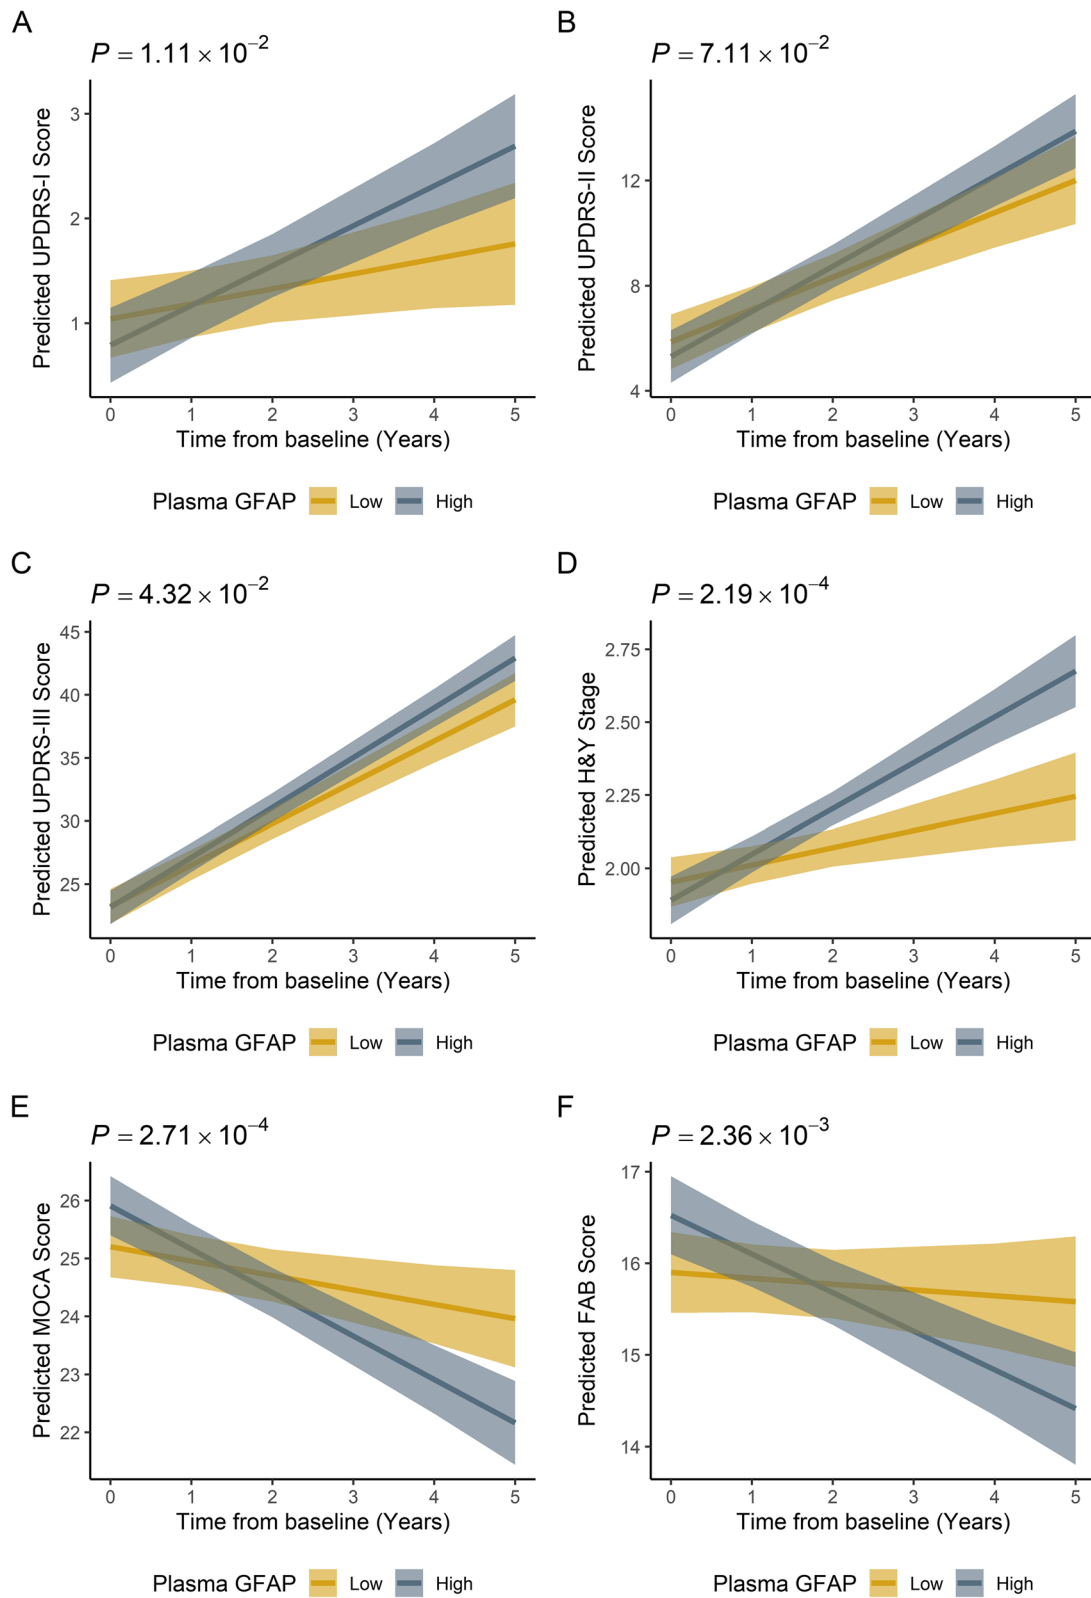 A
P = 1.11 × 10⁻²
Predicted UPDRS-I Score
3
2
1
0 1 2 3 4 5
Time from baseline (Years)
Plasma GFAP Low High
B
P = 7.11 × 10⁻²
Predicted UPDRS-II Score
12
8
4
0 1 2 3 4 5
Time from baseline (Years)
Plasma GFAP Low High
C
P = 4.32 × 10⁻²
Predicted UPDRS-III Score
45
40
35
30
25
0 1 2 3 4 5
Time from baseline (Years)
Plasma GFAP Low High
D
P = 2.19 × 10⁻⁴
Predicted H&Y Stage
2.75
2.50
2.25
2.00
0 1 2 3 4 5
Time from baseline (Years)
Plasma GFAP Low High
E
P = 2.71 × 10⁻⁴
Predicted MOCA Score
26
25
24
23
22
0 1 2 3 4 5
Time from baseline (Years)
Plasma GFAP Low High
F
P = 2.36 × 10⁻³
Predicted FAB Score
17
16
15
14
0 1 2 3 4 5
Time from baseline (Years)
Plasma GFAP Low High